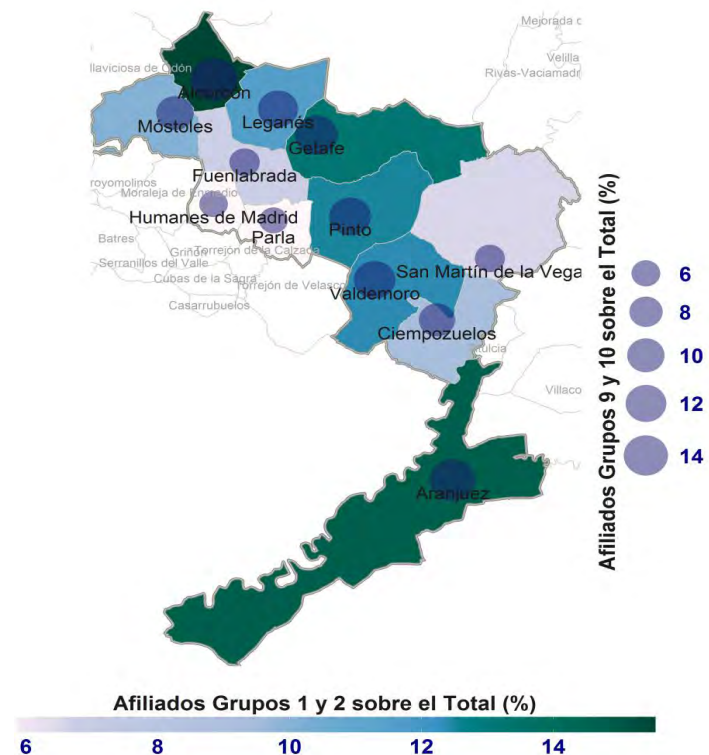 Mejorada d
Velilla
Rivas-Vaciamadr
llaviciosa de Odón
Alcorcón
Móstoles
Leganés
Getafe
Fuenlabrada
royomolinos
Moraleja de Enmedio
Humanes de Madrid
Parla
Pinto
Batres
Griñón
Torrejón de la Calzada
Serranillos del Valle
Cubas de la Sagra
Torrejón de Velasco
Casarrubuelos
San Martín de la Vega
Valdemoro
Ciempozuelos
itulcia
Villaco
Aranjuez
Afiliados Grupos 9 y 10 sobre el Total (%)
6
8
10
12
14
Afiliados Grupos 1 y 2 sobre el Total (%)
6 8 10 12 14